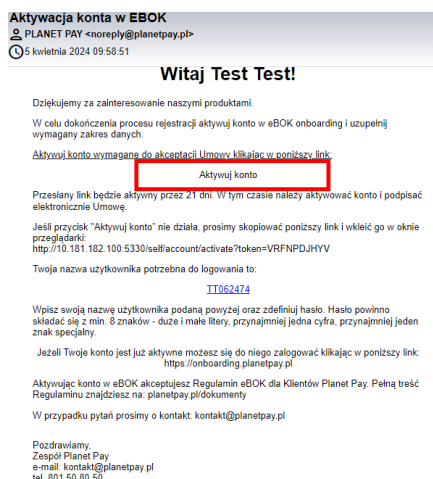 Aktywacja konta w EBOK
PLANET PAY <noreply@planetpay.pl>
5 kwietnia 2024 09:58:51
Witaj Test Test!
Dziękujemy za zainteresowanie naszymi produktami.
W celu dokończenia procesu rejestracji aktywuj konto w eBOK onboarding i uzupełnij
wymagany zakres danych.
Aktywuj konto wymagane do akceptacji Umowy klikając w poniższy link:
Aktywuj konto
Przesłany link będzie aktywny przez 21 dni. W tym czasie należy aktywować konto i podpisać
elektronicznie Umowę.
Jeśli przycisk "Aktywuj konto" nie działa, prosimy skopiować poniższy link i wkleić go w oknie
przeglądarki:
http://10.181.182.100:5330/self/account/activate?token=VRFNPDJHYV
Twoja nazwa użytkownika potrzebna do logowania to:
TT062474
Wpisz swoją nazwę użytkownika podaną powyżej oraz zdefiniuj hasło. Hasło powinno
składać się z min. 8 znaków - duże i małe litery, przynajmniej jedna cyfra, przynajmniej jeden
znak specjalny.
Jeżeli Twoje konto jest już aktywne możesz się do niego zalogować klikając w poniższy link:
https://onboarding.planetpay.pl
Aktywując konto w eBOK akceptujesz Regulamin eBOK dla Klientów Planet Pay. Pełną treść
Regulaminu znajdziesz na: planetpay.pl/dokumenty
W przypadku pytań prosimy o kontakt: kontakt@planetpay.pl
Pozdrawiamy,
Zespół Planet Pay
e-mail: kontakt@planetpay.pl
tel. 801 50 80 50